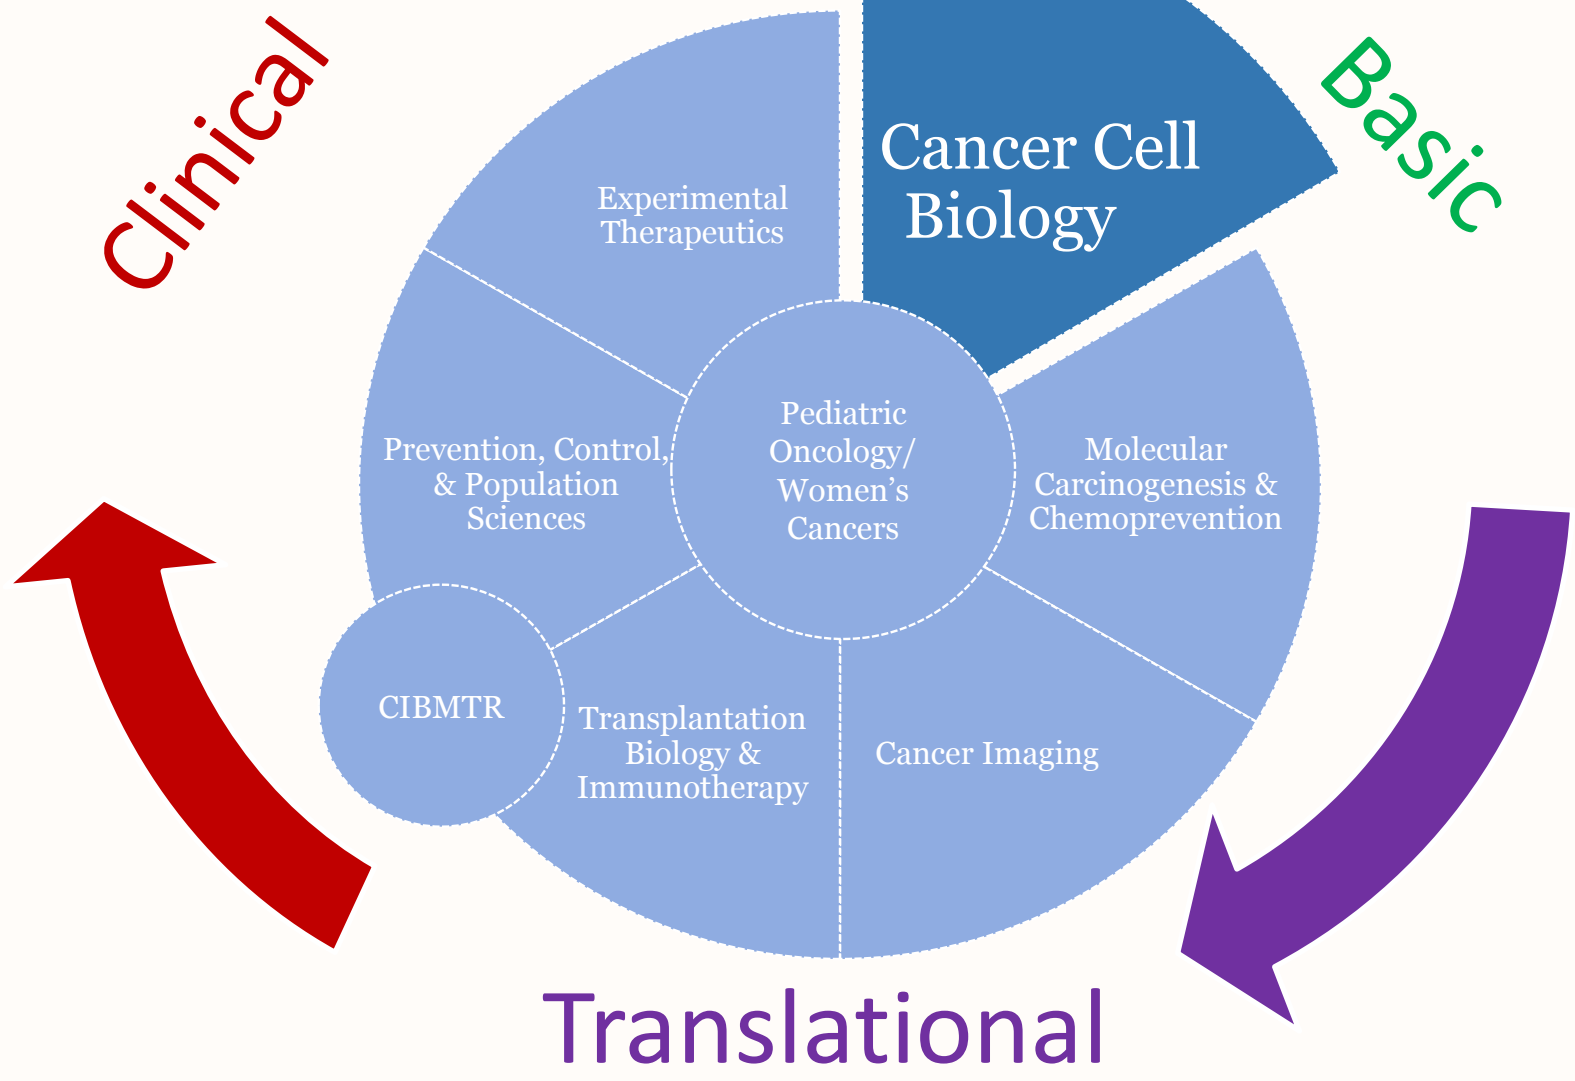 Clinical
Basic
Cancer Cell
Biology
Experimental
Therapeutics
Pediatric
Oncology/
Women’s
Cancers
Prevention, Control,
& Population
Sciences
Molecular
Carcinogenesis &
Chemoprevention
CIBMTR
Transplantation
Biology &
Immunotherapy
Cancer Imaging
Translational